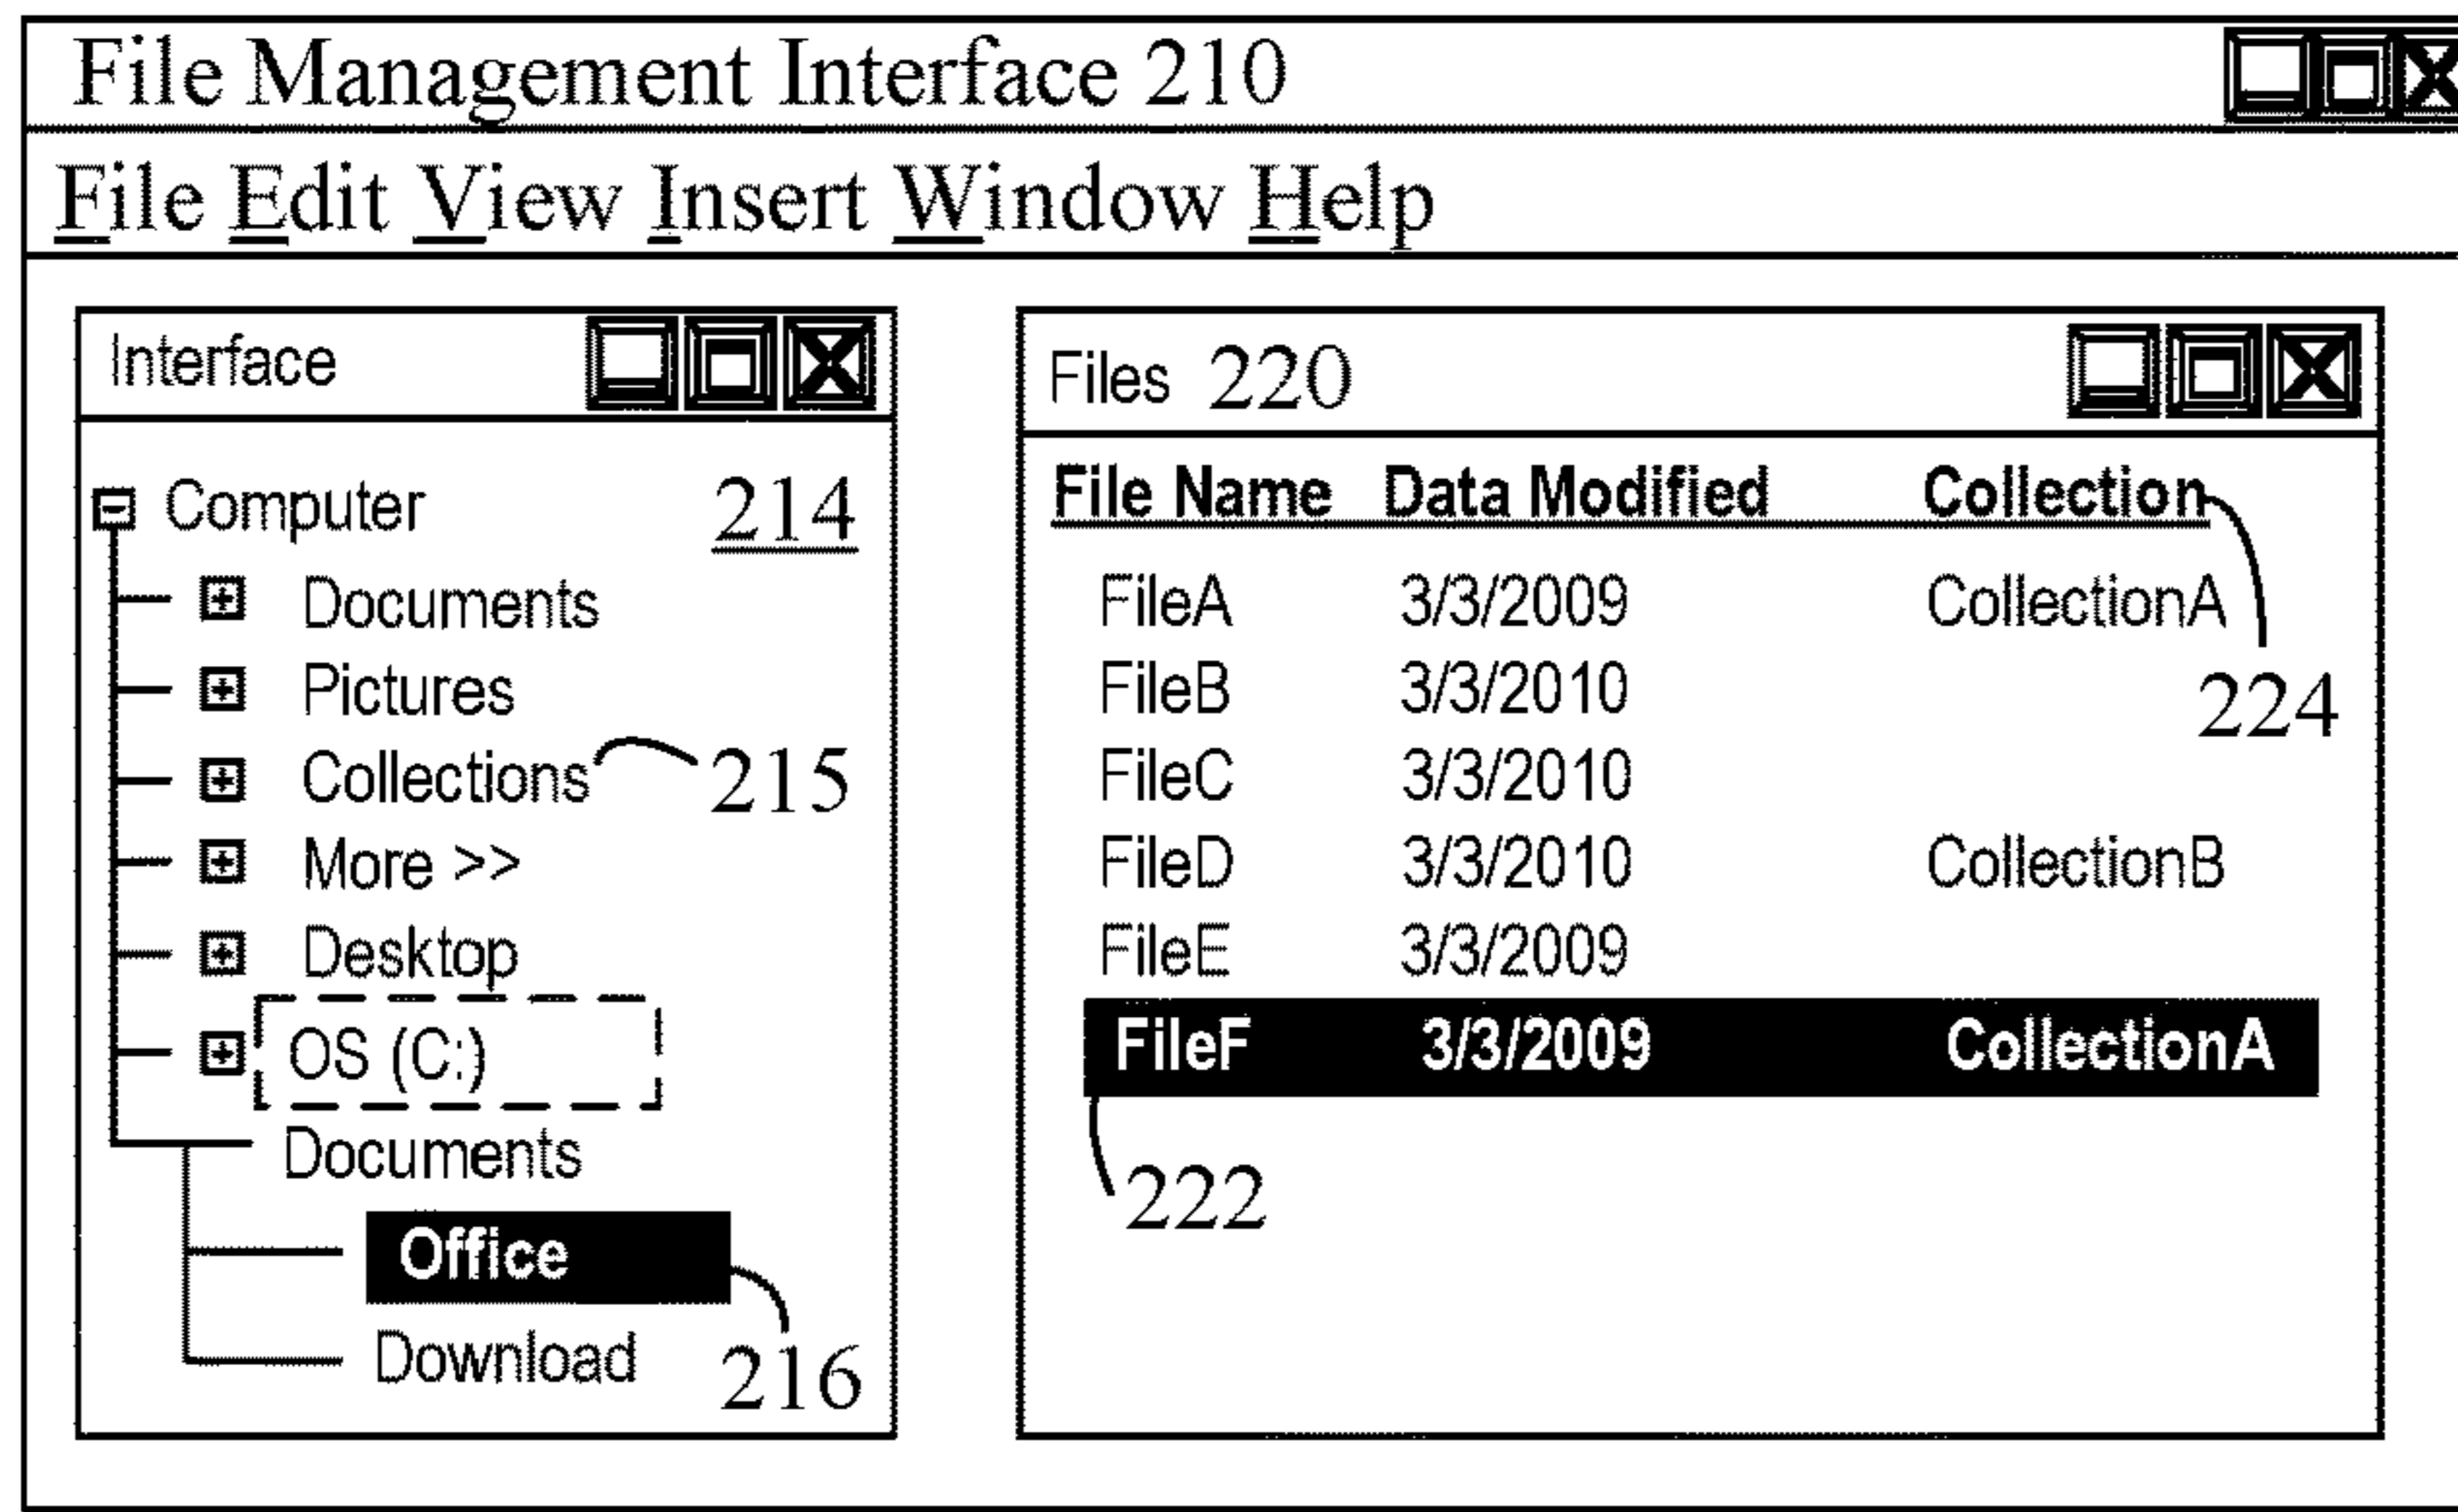 File Management Interface 210
File Edit View Insert Window Help
Interface
Computer 214
Documents
Pictures
Collections 215
More >>
Desktop
OS (C:)
Documents
Office
Download 216
Files 220
File Name Data Modified Collection
FileA 3/3/2009 CollectionA
224
FileB 3/3/2010
FileC 3/3/2010
FileD 3/3/2010 CollectionB
FileE 3/3/2009
FileF 3/3/2009 CollectionA
222